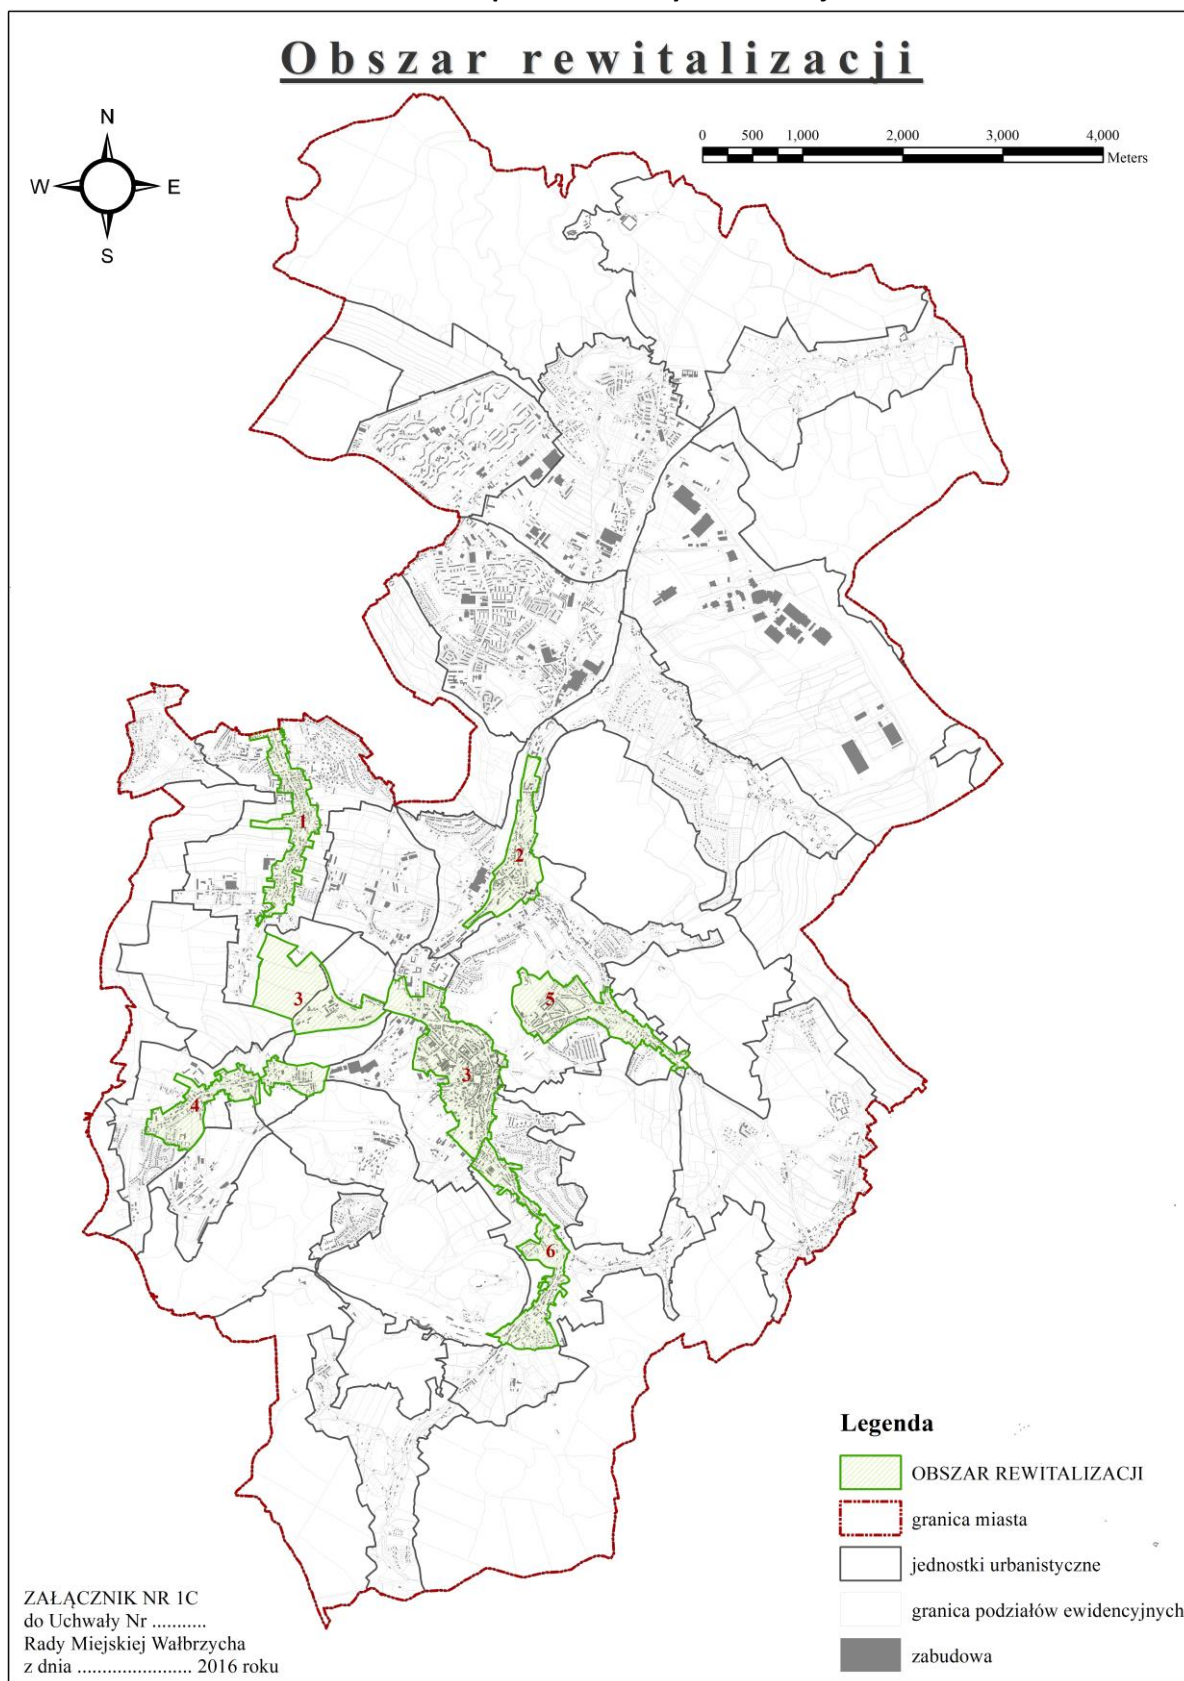 Obszar rewitalizacji
N
W E
S
0 500 1,000 2,000 3,000 4,000
Meters
1
2
3
5
3
4
6
Legenda
OBSZAR REWITALIZACJI
granica miasta
jednostki urbanistyczne
granica podziałów ewidencyjnych
zabudowa
ZAŁĄCZNIK NR 1C
do Uchwały Nr ...........
Rady Miejskiej Wałbrzycha
z dnia ...................... 2016 roku